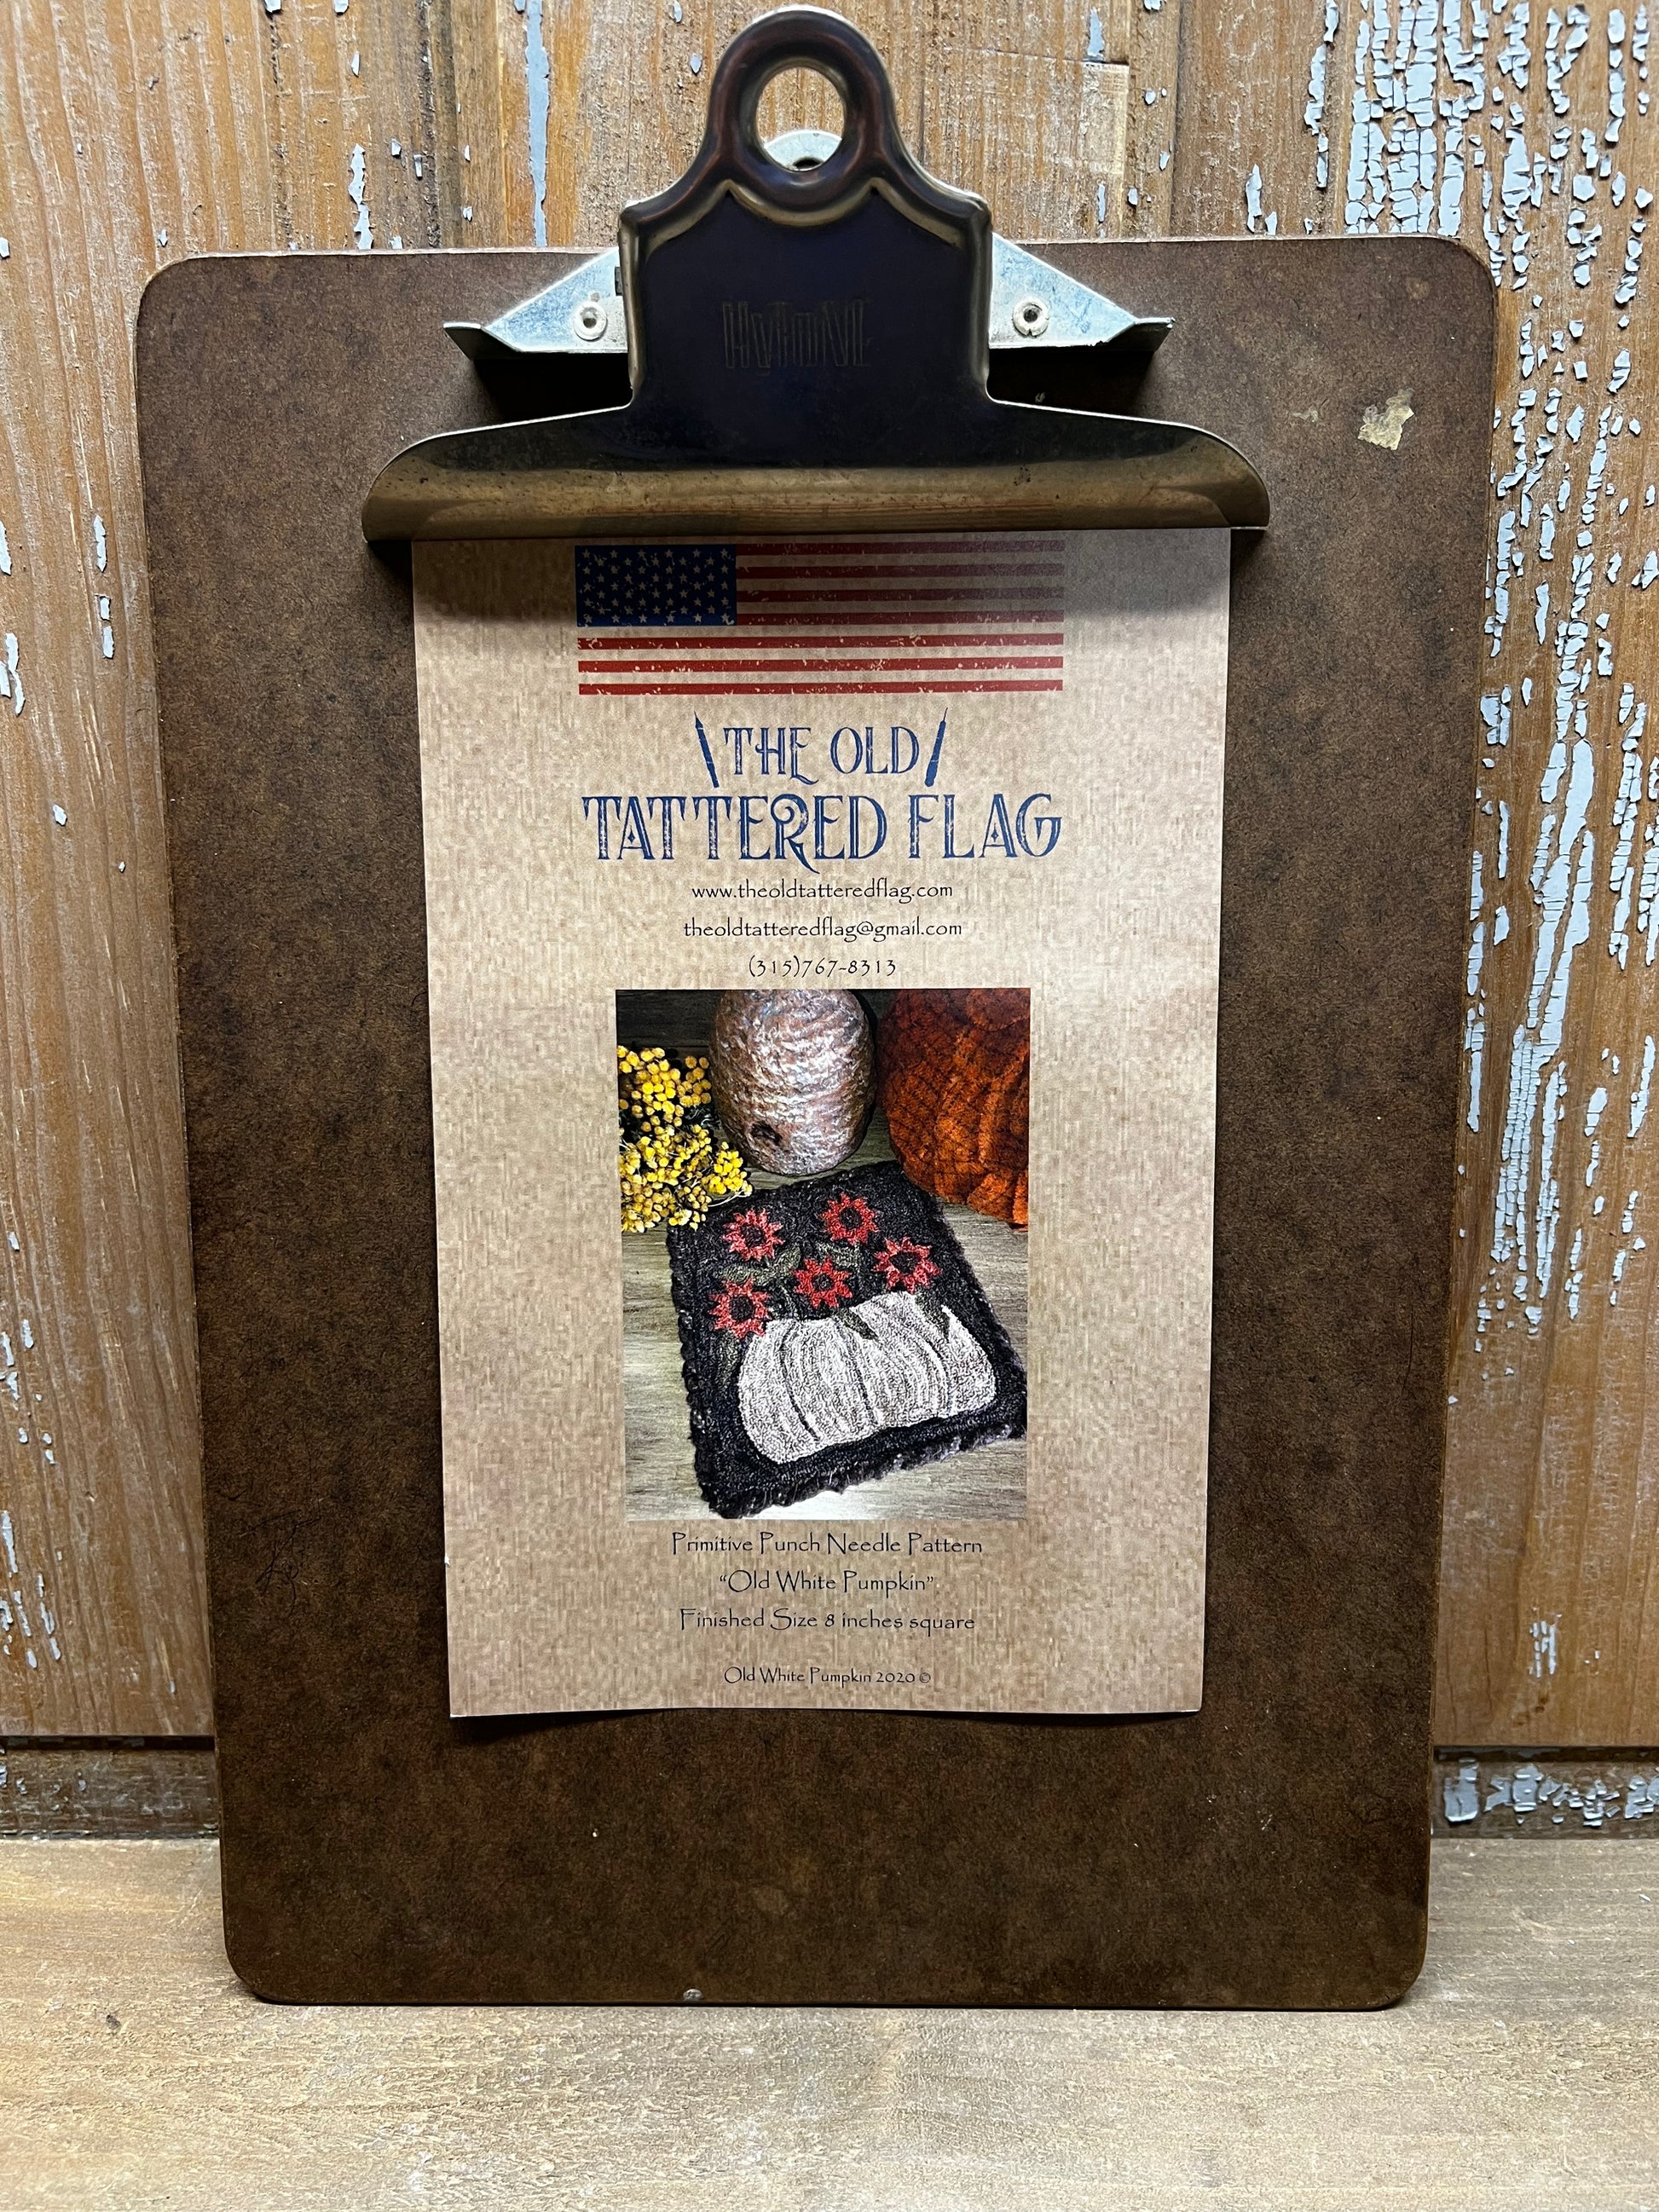 HyTONE
THE OLD
TATTERED FLAG
www.theoldtatteredflag.com
theoldtatteredflag@gmail.com
(315)767-8313
Primitive Punch Needle Pattern
“Old White Pumpkin”
Finished Size 8 inches square
Old White Pumpkin 2020 ©